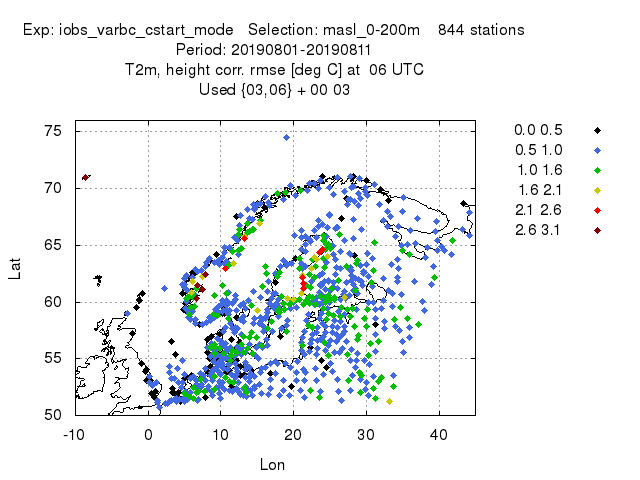 Exp: iobs_varbc_cstart_mode   Selection: masl_0-200m    844 stations
Period: 20190801-20190811
T2m, height corr. rmse [deg C] at  06 UTC
Used {03,06} + 00 03
75
70
65
60
55
50
-10 0 10 20 30 40
Lat
Lon
0.0 0.5
0.5 1.0
1.0 1.6
1.6 2.1
2.1 2.6
2.6 3.1